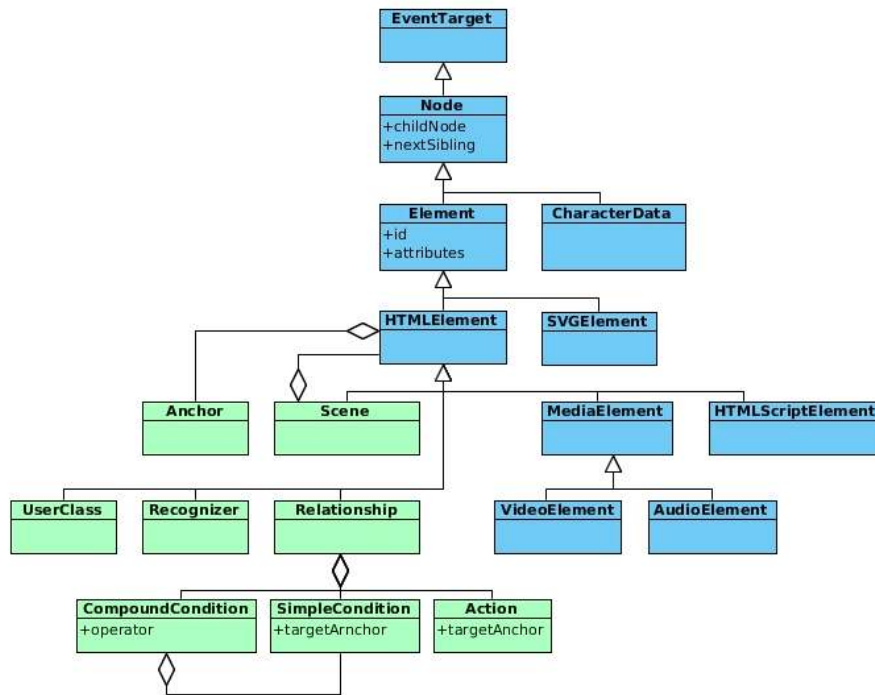 EventTarget
Node
+childNode
+nextSibling
Element
+id
+attributes
CharacterData
HTMLElement
SVGElement
Anchor
Scene
MediaElement
HTMLScriptElement
UserClass
Recognizer
Relationship
VideoElement
AudioElement
CompoundCondition
+operator
SimpleCondition
+targetArnchor
Action
+targetAnchor